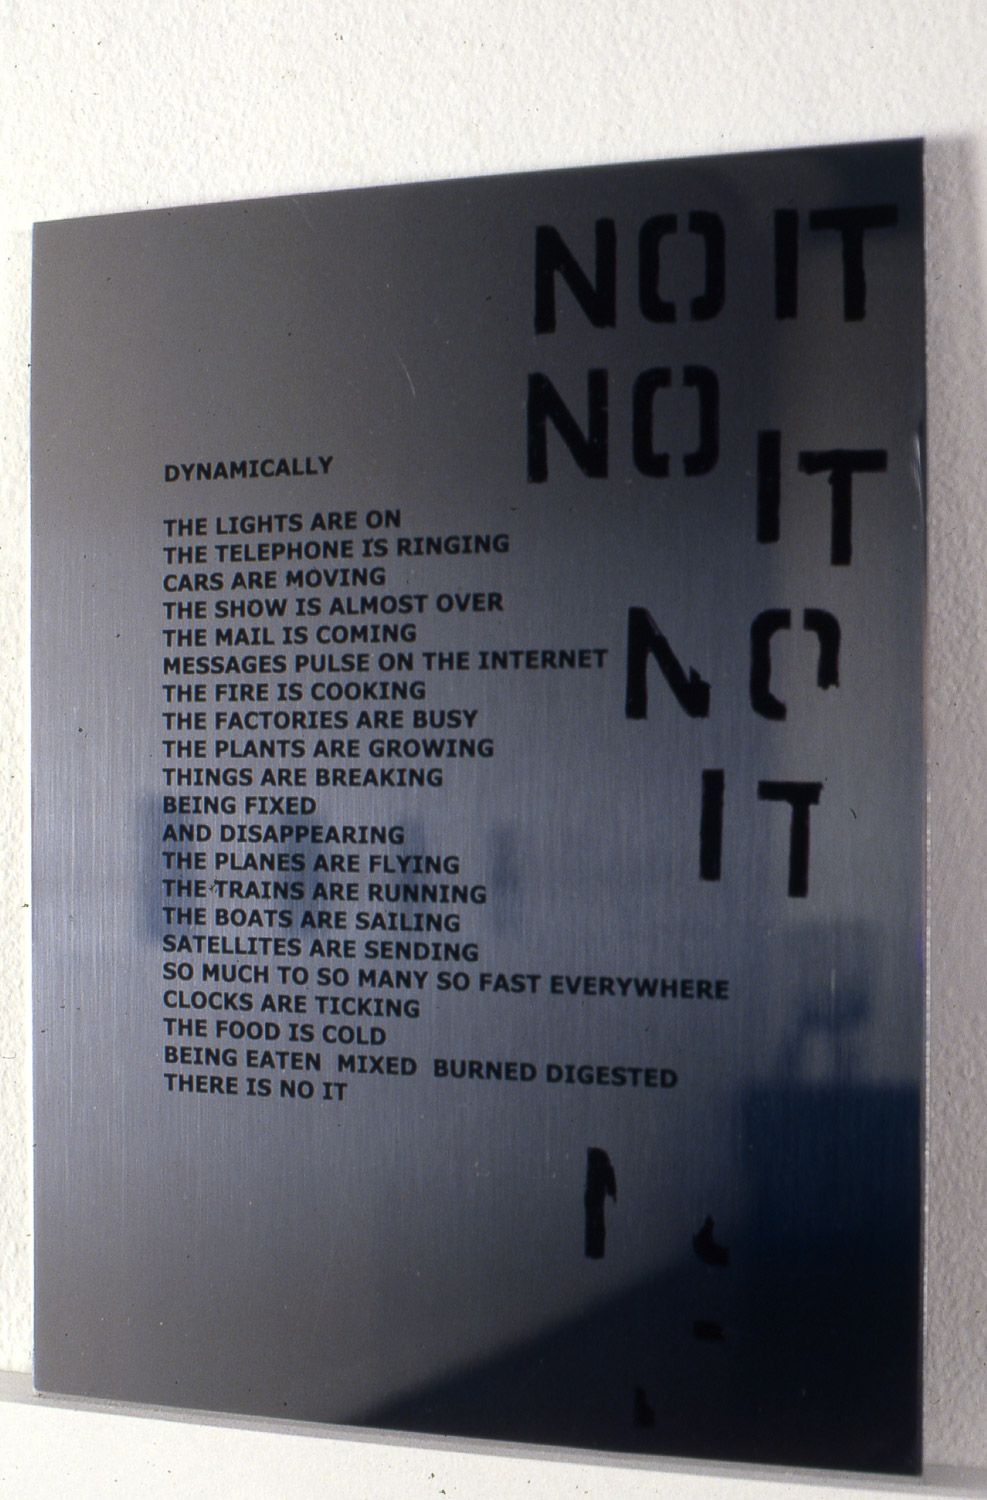 NO IT
NO
IT
NO
IT
DYNAMICALLY
THE LIGHTS ARE ON
THE TELEPHONE IS RINGING
CARS ARE MOVING
THE SHOW IS ALMOST OVER
THE MAIL IS COMING
MESSAGES PULSE ON THE INTERNET
THE FIRE IS COOKING
THE FACTORIES ARE BUSY
THE PLANTS ARE GROWING
THINGS ARE BREAKING
BEING FIXED
AND DISAPPEARING
THE PLANES ARE FLYING
THE TRAINS ARE RUNNING
THE BOATS ARE SAILING
SATELLITES ARE SENDING
SO MUCH TO SO MANY SO FAST EVERYWHERE
CLOCKS ARE TICKING
THE FOOD IS COLD
BEING EATEN  MIXED  BURNED DIGESTED
THERE IS NO IT